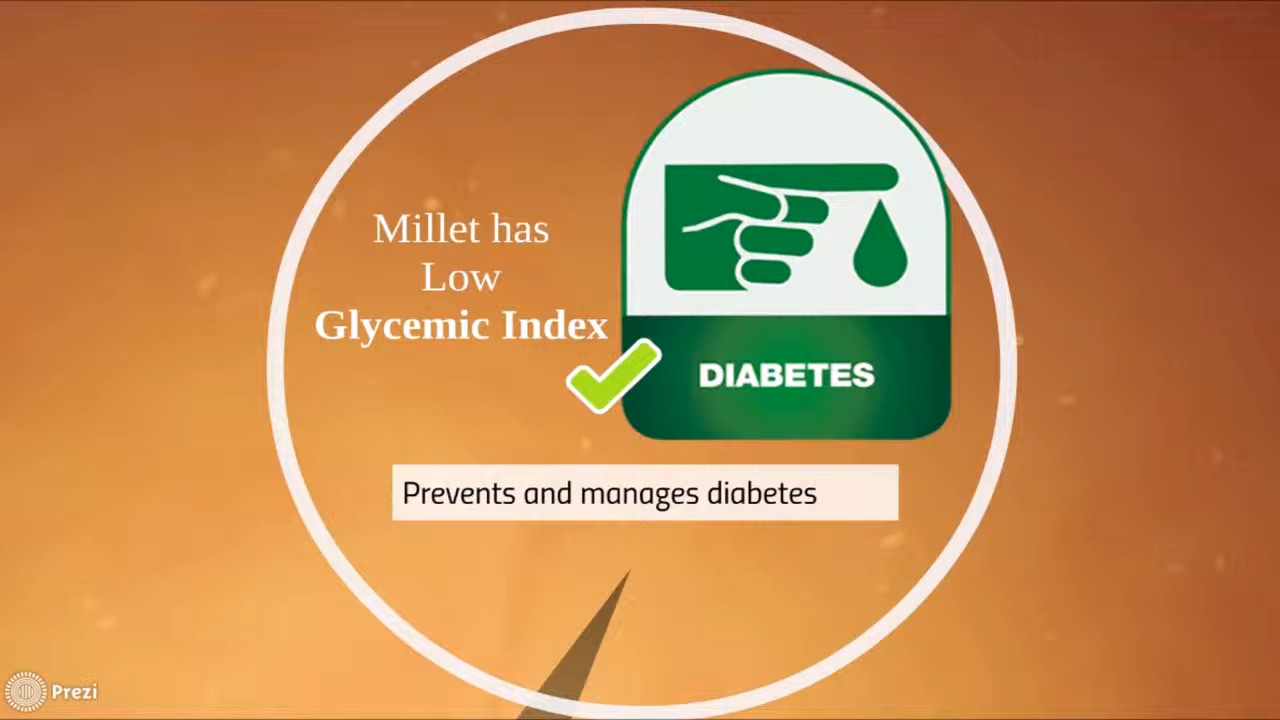 Millet has
Low
Glycemic Index
DIABETES
Prevents and manages diabetes
Prezi